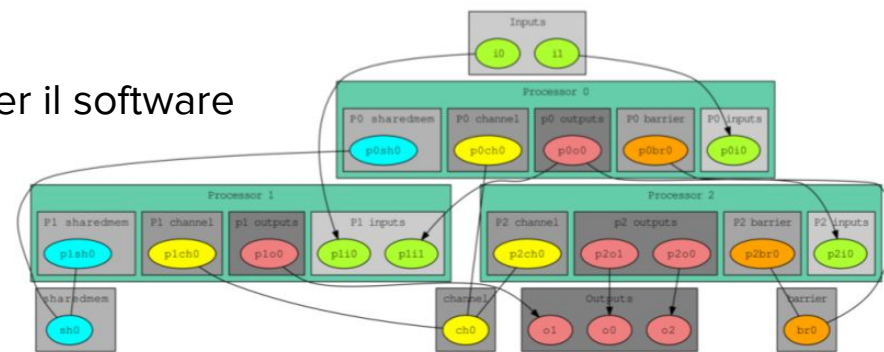 Inputs
i0 i1
er il software
Processor 0
P0 sharedmem P0 channel p0 outputs P0 barrier P0 inputs
p0sh0 p0ch0 p0o0 p0br0 p0i0
Processor 1 Processor 2
P1 sharedmem P1 channel p1 outputs P1 inputs P2 channel p2 outputs P2 barrier P2 inputs
p1sh0 p1ch0 p1o0 p1i0 p1i1 p2ch0 p2o1 p2o0 p2br0 p2i0
sharedmem channel Outputs barrier
sh0 ch0 o1 o0 o2 br0